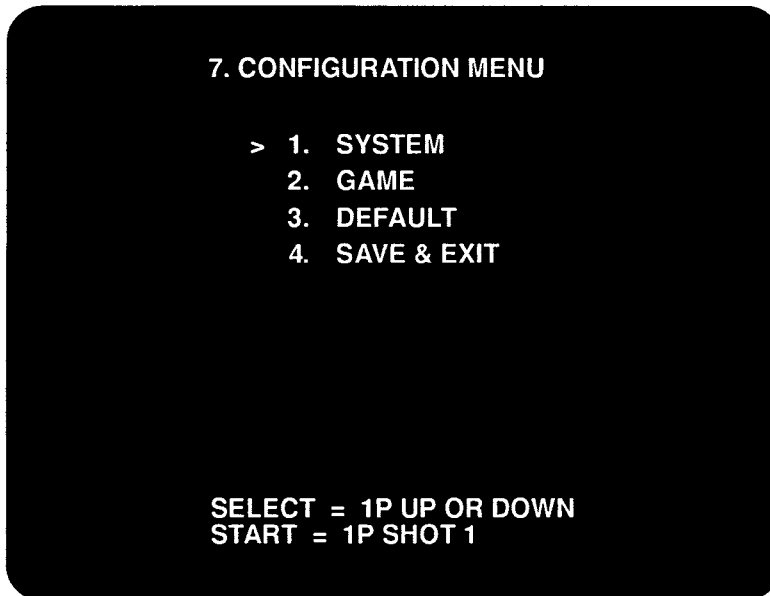 7. CONFIGURATION MENU
> 1. SYSTEM
2. GAME
3. DEFAULT
4. SAVE & EXIT
SELECT = 1P UP OR DOWN
START = 1P SHOT 1